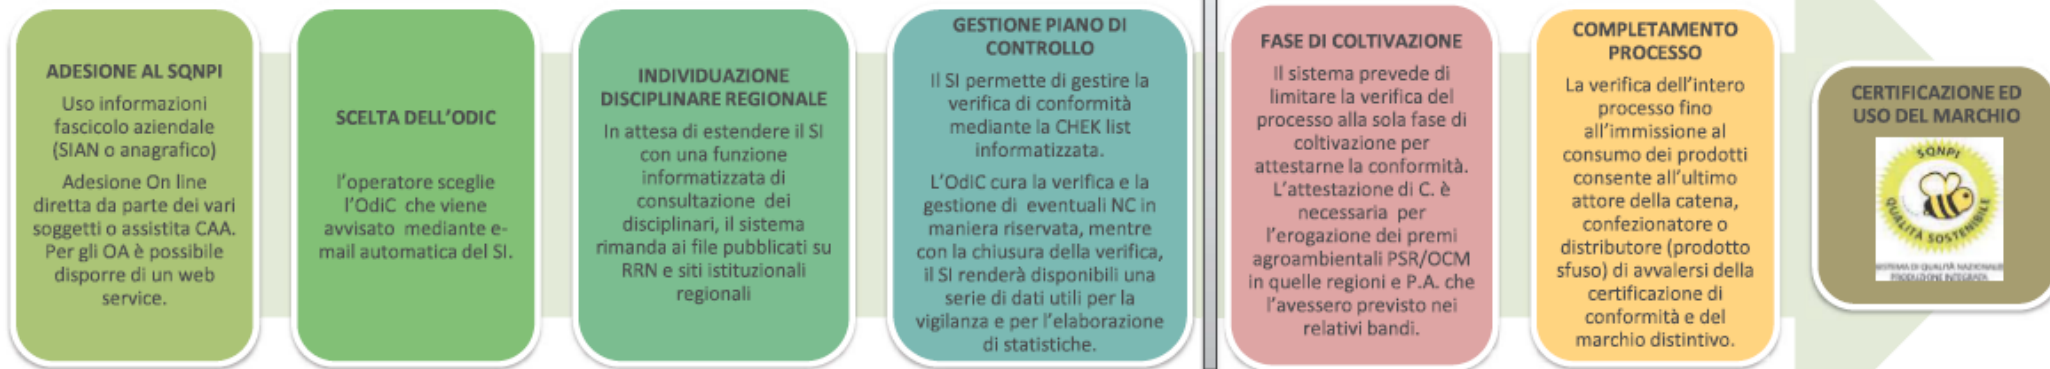 ADESIONE AL SQNPI
Uso informazioni
fascicolo aziendale
(SIAN o anagrafico)
Adesione On line
diretta da parte dei vari
soggetti o assistita CAA.
Per gli OA è possibile
disporre di un web
service.
SCELTA DELL'ODIC
l'operatore sceglie
l'OdiC che viene
avvisato mediante e-
mail automatica del SI.
INDIVIDUAZIONE
DISCIPLINARE REGIONALE
In attesa di estendere il SI
con una funzione
informatizzata di
consultazione dei
disciplinari, il sistema
rimanda ai file pubblicati su
RRN e siti istituzionali
regionali
GESTIONE PIANO DI
CONTROLLO
Il SI permette di gestire la
verifica di conformità
mediante la CHEK list
informatizzata.
L'OdiC cura la verifica e la
gestione di eventuali NC in
maniera riservata, mentre
con la chiusura della verifica,
il SI renderà disponibili una
serie di dati utili per la
vigilanza e per l'elaborazione
di statistiche.
FASE DI COLTIVAZIONE
Il sistema prevede di
limitare la verifica del
processo alla sola fase di
coltivazione per
attestarne la conformità.
L'attestazione di C. è
necessaria per
l'erogazione dei premi
agroambientali PSR/OCM
in quelle regioni e P.A. che
l'avessero previsto nei
relativi bandi.
COMPLETAMENTO
PROCESSO
La verifica dell'intero
processo fino
all'immissione al
consumo dei prodotti
consente all'ultimo
attore della catena,
confezionatore o
distributore (prodotto
sfuso) di avvalersi della
certificazione di
conformità e del
marchio distintivo.
CERTIFICAZIONE ED
USO DEL MARCHIO
SQNPI
QUALITÀ SOSTENIBILE
SISTEMA DI QUALITÀ NAZIONALE
PRODUZIONE INTEGRATA